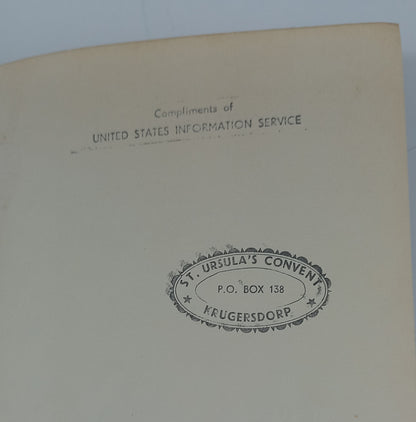 Compliments of
UNITED STATES INFORMATION SERVICE
ST. URSULA'S CONVENT
P.O. BOX 138
KRUGERSDORP